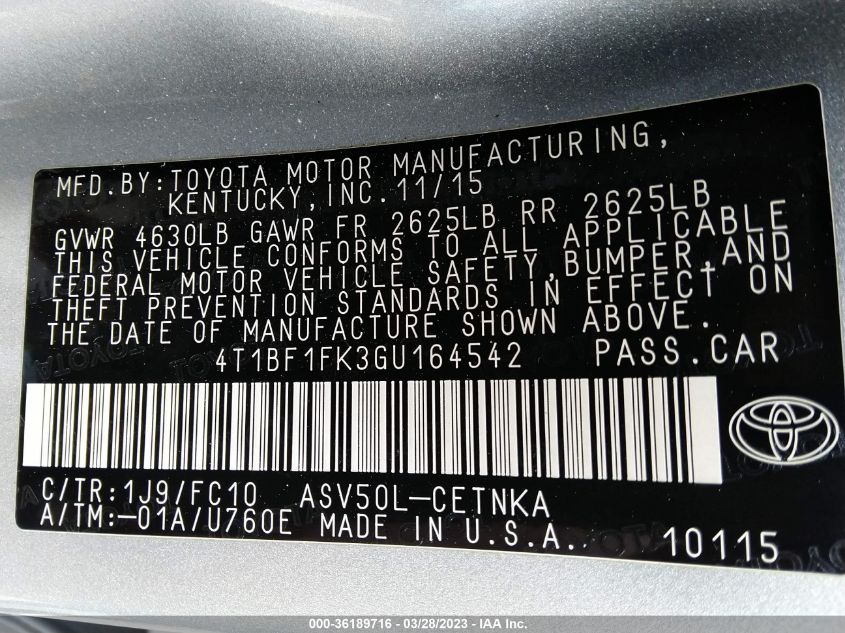 MFD.BY:TOYOTA MOTOR MANUFACTURING,
KENTUCKY,INC.11/15
GVWR 4630LB GAWR FR 2625LB RR 2625LB
THIS VEHICLE CONFORMS TO ALL APPLICABLE
FEDERAL MOTOR VEHICLE SAFETY,BUMPER,AND
THEFT PREVENTION STANDARDS IN EFFECT ON
THE DATE OF MANUFACTURE SHOWN ABOVE.
4T1BF1FK3GU164542 PASS.CAR
C/TR:1J9/FC10 ASV50L-CETNKA
A/TM:-01A/U760E MADE IN U.S.A.
10115
000-36189716 - 03/28/2023 - IAA Inc.